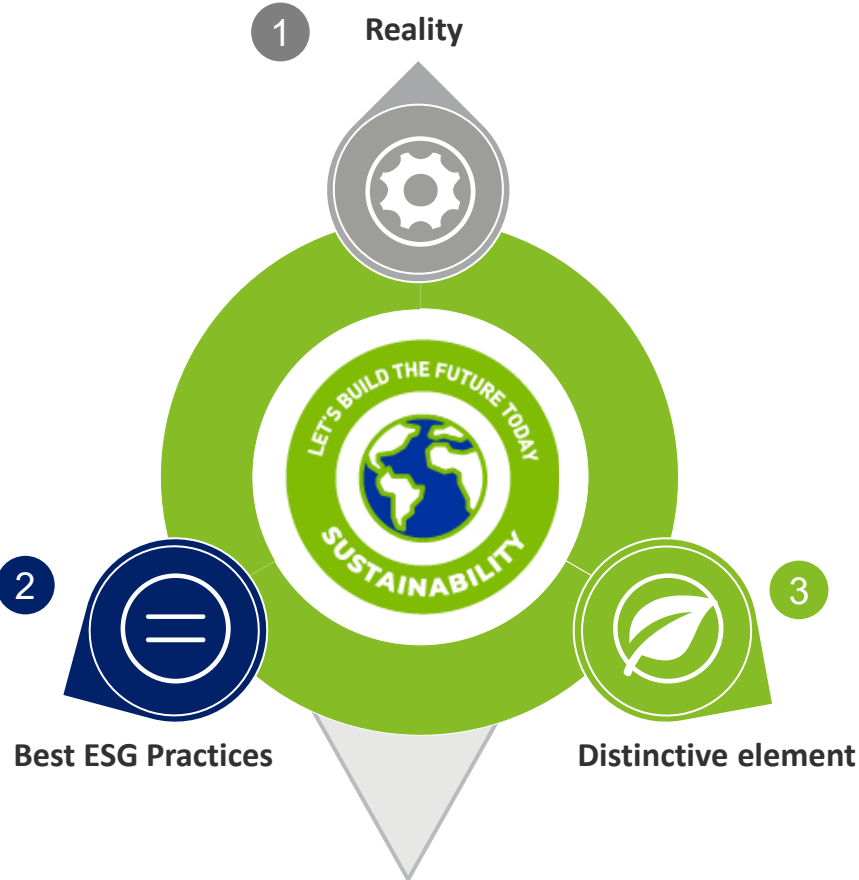 1
Reality
LET'S BUILD THE FUTURE TODAY
SUSTAINABILITY
2
3
Best ESG Practices
Distinctive element